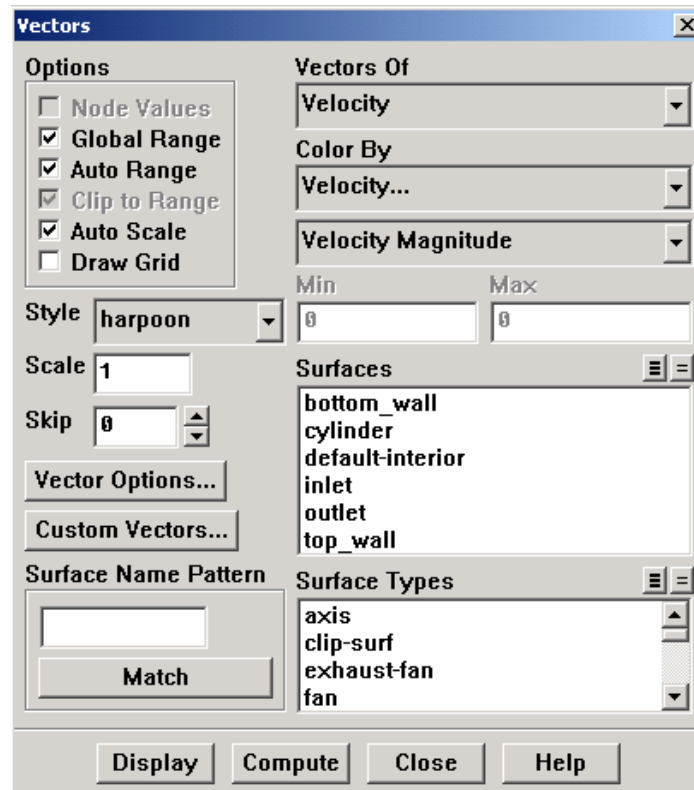 Vectors
Options
Node Values
Global Range
Auto Range
Clip to Range
Auto Scale
Draw Grid
Style harpoon
Scale 1
Skip 0
Vector Options...
Custom Vectors...
Surface Name Pattern
Match
Vectors Of
Velocity
Color By
Velocity...
Velocity Magnitude
Min Max
0 0
Surfaces
bottom_wall
cylinder
default-interior
inlet
outlet
top_wall
Surface Types
axis
clip-surf
exhaust-fan
fan
Display Compute Close Help